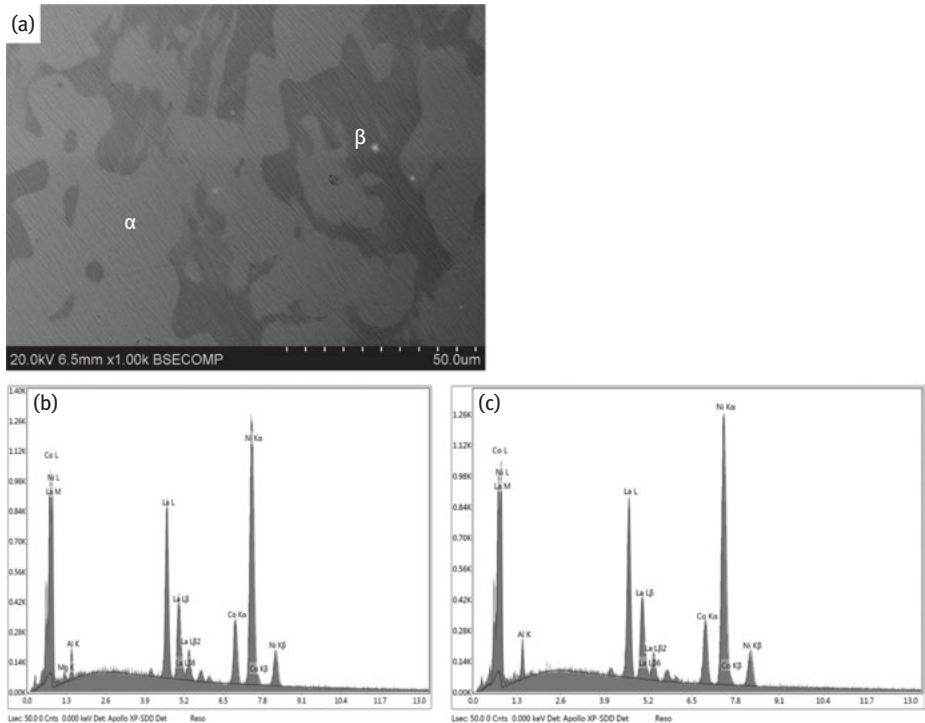 (a)
β
α
20.0kV 6.5mm x1.00k BSECOMP 50.0um
(b)
1.40K
1.26K
1.12K
0.98K
0.84K
0.70K
0.56K
0.42K
0.28K
0.14K
0.00K
Co L
Ni L
La M
Mg K
Al K
La L
La Lβ
La Lβ2
La Lβ6
Co Kα
Ni Kα
Co Kβ
Ni Kβ
0.0 1.3 2.6 3.9 5.2 6.5 7.8 9.1 10.4 11.7 13.0
Lsec: 50.0 0 Cnts 0.000 keV Det: Apollo XP-SDD Det Reso
(c)
1.26K
1.12K
0.98K
0.84K
0.70K
0.56K
0.42K
0.28K
0.14K
0.00K
Co L
Ni L
La M
Al K
La L
La Lβ
La Lβ2
La Lβ6
Co Kα
Ni Kα
Co Kβ
Ni Kβ
0.0 1.3 2.6 3.9 5.2 6.5 7.8 9.1 10.4 11.7 13.0
Lsec: 50.0 0 Cnts 0.000 keV Det: Apollo XP-SDD Det Reso